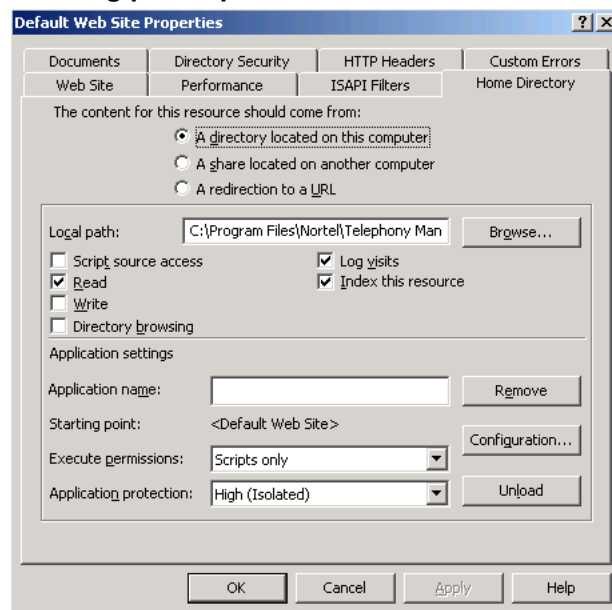 Default Web Site Properties
Documents Directory Security HTTP Headers Custom Errors
Web Site Performance ISAPI Filters Home Directory
The content for this resource should come from:
A directory located on this computer
A share located on another computer
A redirection to a URL
Local path: C:\Program Files\Nortel\Telephony Man Browse...
Script source access Log visits
Read Index this resource
Write
Directory browsing
Application settings
Application name: Remove
Starting point: <Default Web Site>
Configuration...
Execute permissions: Scripts only
Application protection: High (Isolated) Unload
OK Cancel Apply Help